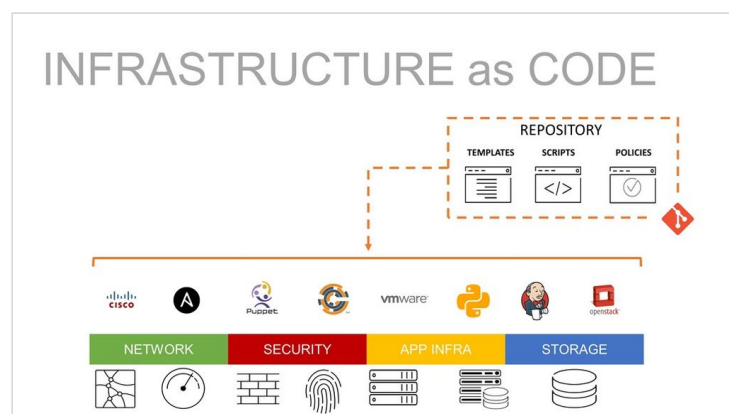 INFRASTRUCTURE as CODE
REPOSITORY
TEMPLATES SCRIPTS POLICIES
</>
CISCO A Puppet vmware openstack
NETWORK SECURITY APP INFRA STORAGE